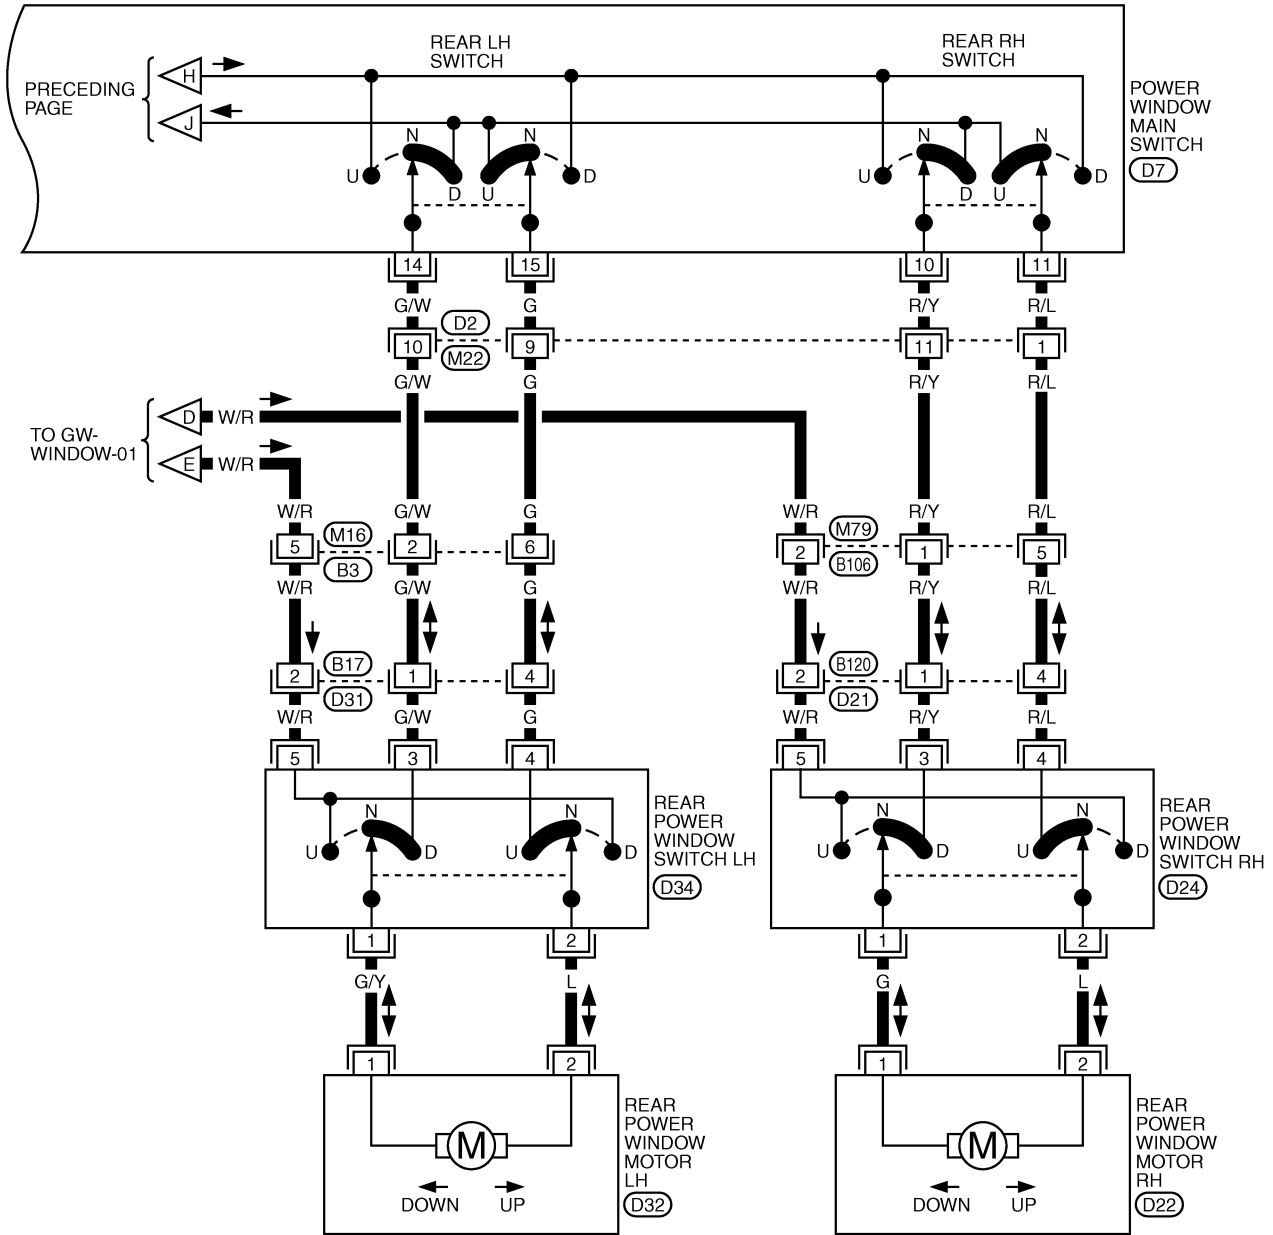 REAR LH
SWITCH
REAR RH
SWITCH
PRECEDING
PAGE
H
J
POWER
WINDOW
MAIN
SWITCH
D7
N N N N
U D U D U D U D
14 15 10 11
G/W G R/Y R/L
D2
10 9 11 1
M22
G/W G R/Y R/L
TO GW-
WINDOW-01
D W/R
E W/R
W/R G/W G W/R R/Y R/L
M16 M79
5 2 6 2 1 5
B3 B106
W/R G/W G W/R R/Y R/L
B17 B120
2 1 4 2 1 4
D31 D21
W/R G/W G W/R R/Y R/L
5 3 4 5 3 4
N N N N
U D U D U D U D
REAR
POWER
WINDOW
SWITCH LH
D34
REAR
POWER
WINDOW
SWITCH RH
D24
1 2 1 2
G/Y L G L
1 2 1 2
M M
DOWN UP DOWN UP
REAR
POWER
WINDOW
MOTOR
LH
D32
REAR
POWER
WINDOW
MOTOR
RH
D22